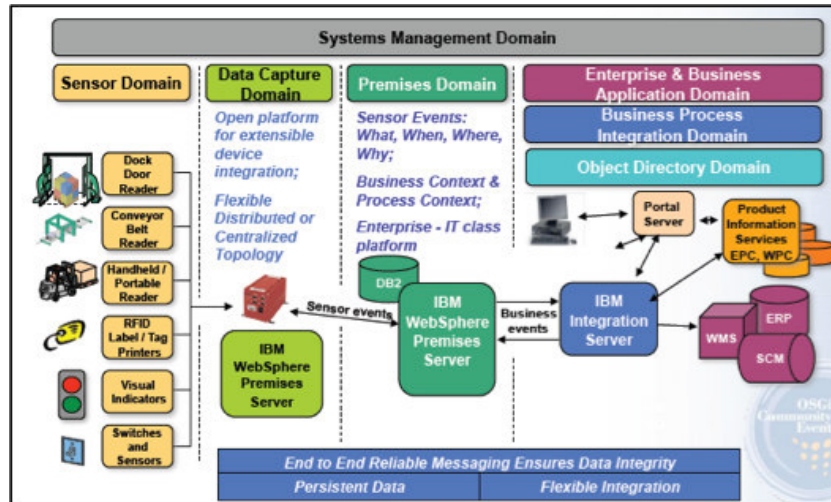 Systems Management Domain
Sensor Domain
Data Capture
Domain
Premises Domain
Enterprise & Business
Application Domain
Business Process
Integration Domain
Object Directory Domain
Open platform
for extensible
device
integration;
Flexible
Distributed or
Centralized
Topology
Sensor Events:
What, When, Where,
Why;
Business Context &
Process Context;
Enterprise - IT class
platform
Dock
Door
Reader
Conveyor
Belt
Reader
Handheld /
Portable
Reader
RFID
Label / Tag
Printers
Visual
Indicators
Switches
and
Sensors
IBM
WebSphere
Premises
Server
Sensor events
DB2
IBM
WebSphere
Premises
Server
Business
events
IBM
Integration
Server
Portal
Server
Product
Information
Services
EPC, WPC
WMS
ERP
SCM
OSGi
Community
Event
End to End Reliable Messaging Ensures Data Integrity
Persistent Data
Flexible Integration